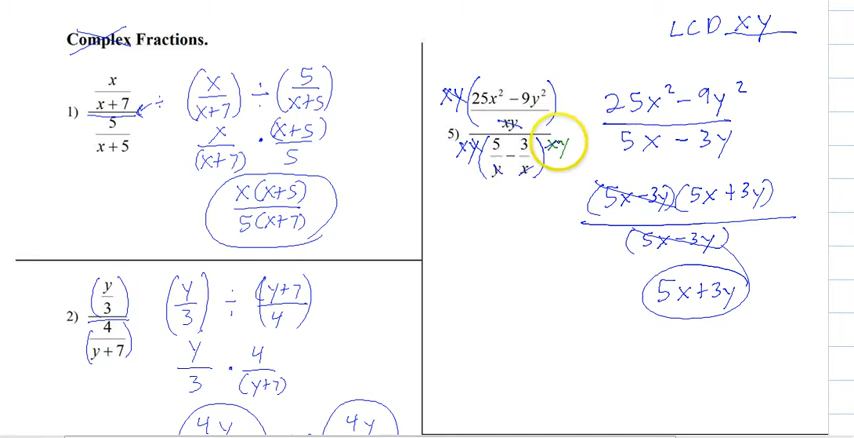 LCD xy
Complex Fractions.
1) x/(x + 7) / 5/(x + 5) ÷ (x/(x+7)) ÷ (5/(x+5))
x/(x+7) · (x+5)/5
x(x+5)/5(x+7)
2) (y/3) / (4/(y + 7)) (y/3) ÷ (y+7)/4
y/3 · 4/(y+7)
4y 4y
5) xy(25x² − 9y²/xy) / xy(5/y − 3/x) xy
25x² − 9y²/5x − 3y
(5x−3y)(5x+3y)/(5x−3y)
5x+3y